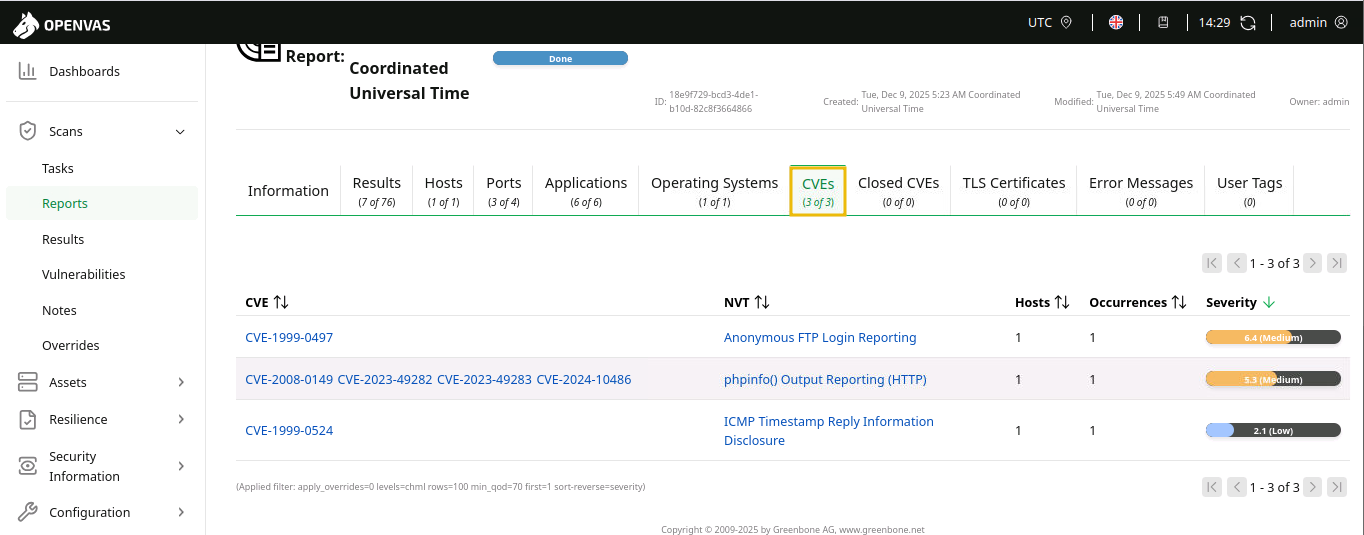 OPENVAS
UTC
14:29
admin
Dashboards
Scans
Tasks
Reports
Results
Vulnerabilities
Notes
Overrides
Assets
Resilience
Security
Information
Configuration
Report:
Coordinated
Universal Time
Done
ID: 18e9f729-bcd3-4de1-
b10d-82c8f3664866
Created: Tue, Dec 9, 2025 5:23 AM Coordinated
Universal Time
Modified: Tue, Dec 9, 2025 5:49 AM Coordinated
Universal Time
Owner: admin
Information
Results
(7 of 76)
Hosts
(1 of 1)
Ports
(3 of 4)
Applications
(6 of 6)
Operating Systems
(1 of 1)
CVEs
(3 of 3)
Closed CVEs
(0 of 0)
TLS Certificates
(0 of 0)
Error Messages
(0 of 0)
User Tags
(0)
1 - 3 of 3
CVE NVT Hosts Occurrences Severity
CVE-1999-0497 Anonymous FTP Login Reporting 1 1 6.4 (Medium)
CVE-2008-0149 CVE-2023-49282 CVE-2023-49283 CVE-2024-10486 phpinfo() Output Reporting (HTTP) 1 1 5.3 (Medium)
CVE-1999-0524 ICMP Timestamp Reply Information
Disclosure 1 1 2.1 (Low)
(Applied filter: apply_overrides=0 levels=chml rows=100 min_qod=70 first=1 sort-reverse=severity)
1 - 3 of 3
Copyright © 2009-2025 by Greenbone AG, www.greenbone.net